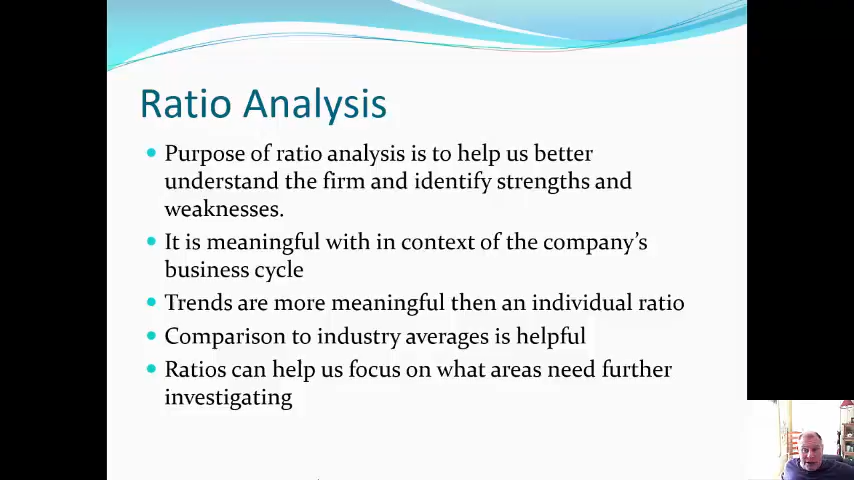 Ratio Analysis
Purpose of ratio analysis is to help us better
understand the firm and identify strengths and
weaknesses.
It is meaningful with in context of the company's
business cycle
Trends are more meaningful then an individual ratio
Comparison to industry averages is helpful
Ratios can help us focus on what areas need further
investigating